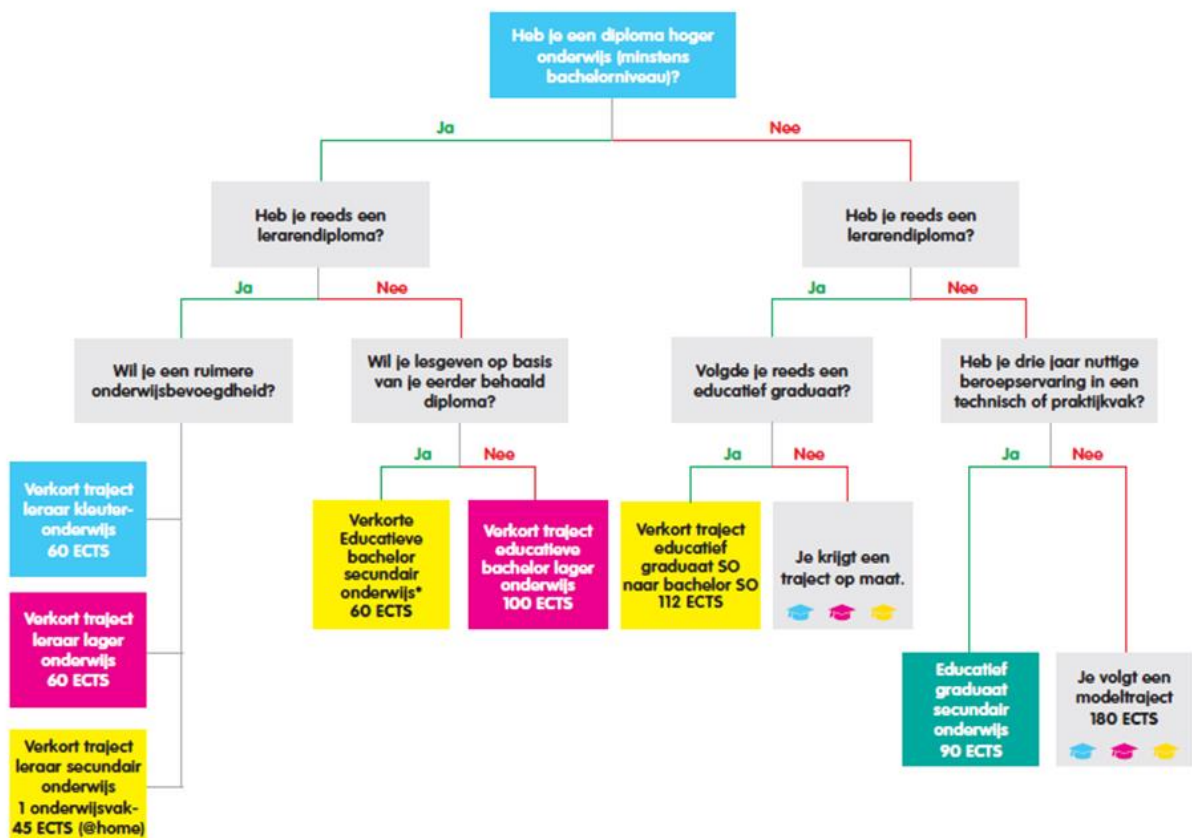 Heb je een diploma hoger
onderwijs (minstens
bachelorniveau)?
Ja
Nee
Heb je reeds een
lerarendiploma?
Heb je reeds een
lerarendiploma?
Ja
Nee
Ja
Nee
Wil je een ruimere
onderwijsbevoegdheid?
Wil je lesgeven op basis
van je eerder behaald
diploma?
Volgde je reeds een
educatief graduaat?
Heb je drie jaar nuttige
beroepservaring in een
technisch of praktijkvak?
Ja
Nee
Ja
Nee
Ja
Nee
Verkort traject
leraar kleuter-
onderwijs
60 ECTS
Verkorte
Educatieve
bachelor
secundair
onderwijs*
60 ECTS
Verkort traject
educatieve
bachelor lager
onderwijs
100 ECTS
Verkort traject
educatief
graduaat SO
naar bachelor SO
112 ECTS
Je krijgt een
traject op maat.
Verkort traject
leraar lager
onderwijs
60 ECTS
Educatief
graduaat
secundair
onderwijs
90 ECTS
Je volgt een
modeltraject
180 ECTS
Verkort traject
leraar secundair
onderwijs
1 onderwijsvak-
45 ECTS (@home)